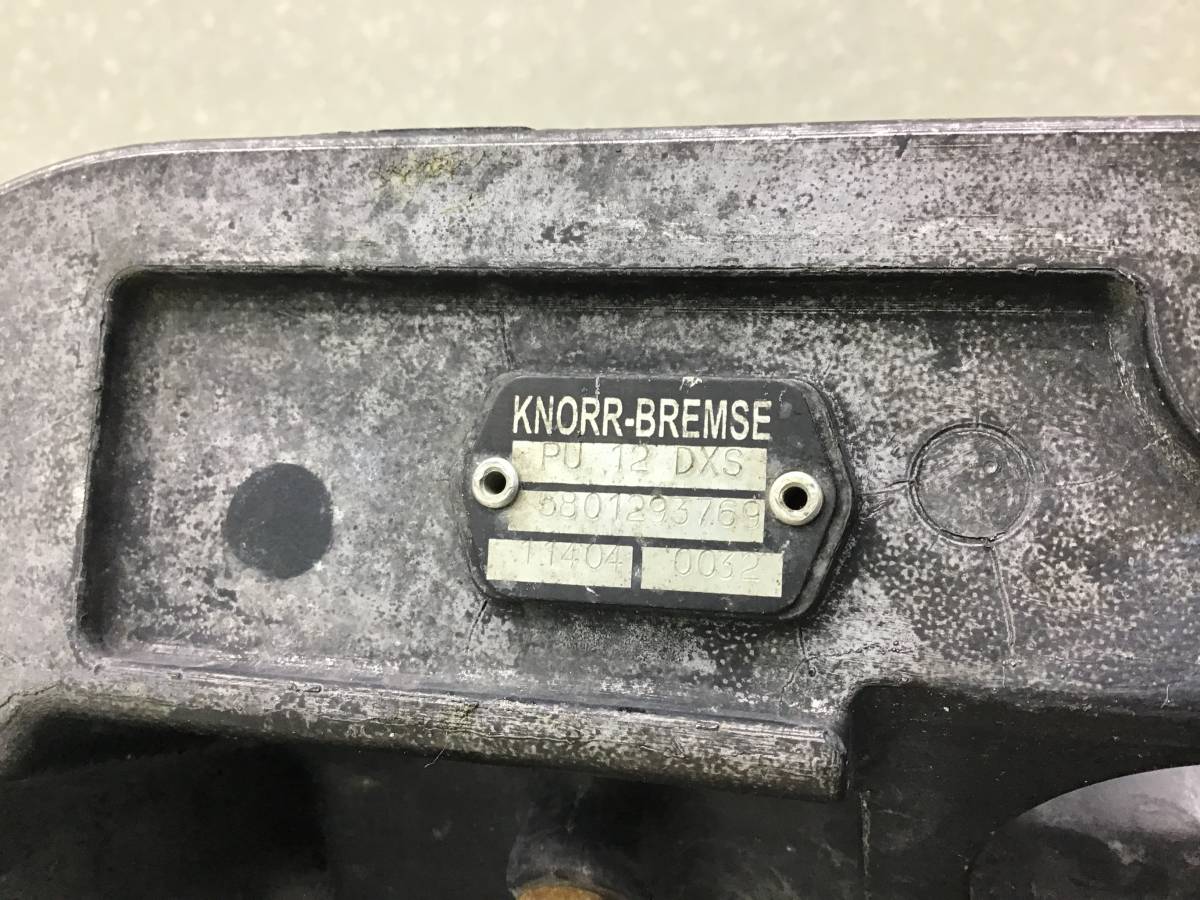 KNORR-BREMSE
PU 12 DXS
5801293769
11404 0032